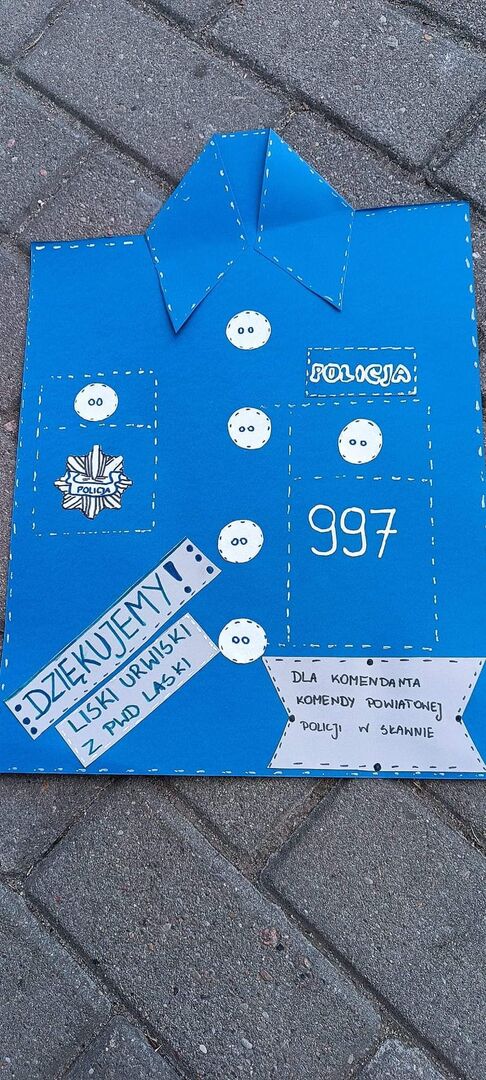 POLICJA
POLICJA
997
DZIĘKUJEMY!
LISKI URWISKI
Z PWD LASKI
DLA KOMENDANTA
KOMENDY POWIATOWEJ
POLICJI W SŁAWNIE